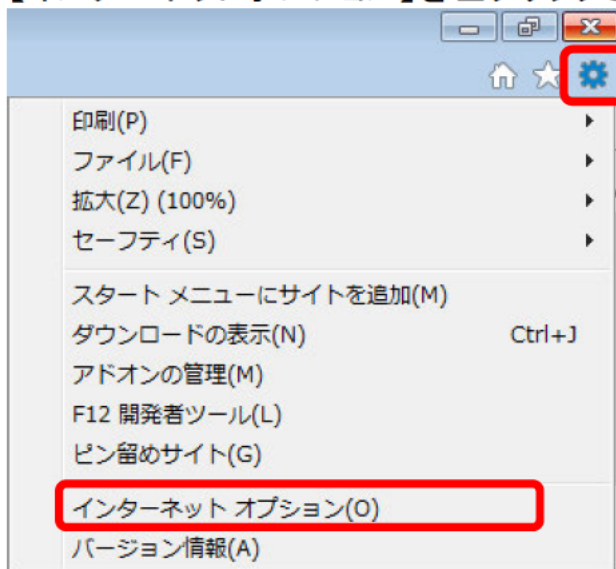 印刷(P)
ファイル(F)
拡大(Z) (100%)
セーフティ(S)
スタート メニューにサイトを追加(M)
ダウンロードの表示(N) Ctrl+J
アドオンの管理(M)
F12 開発者ツール(L)
ピン留めサイト(G)
インターネット オプション(O)
バージョン情報(A)